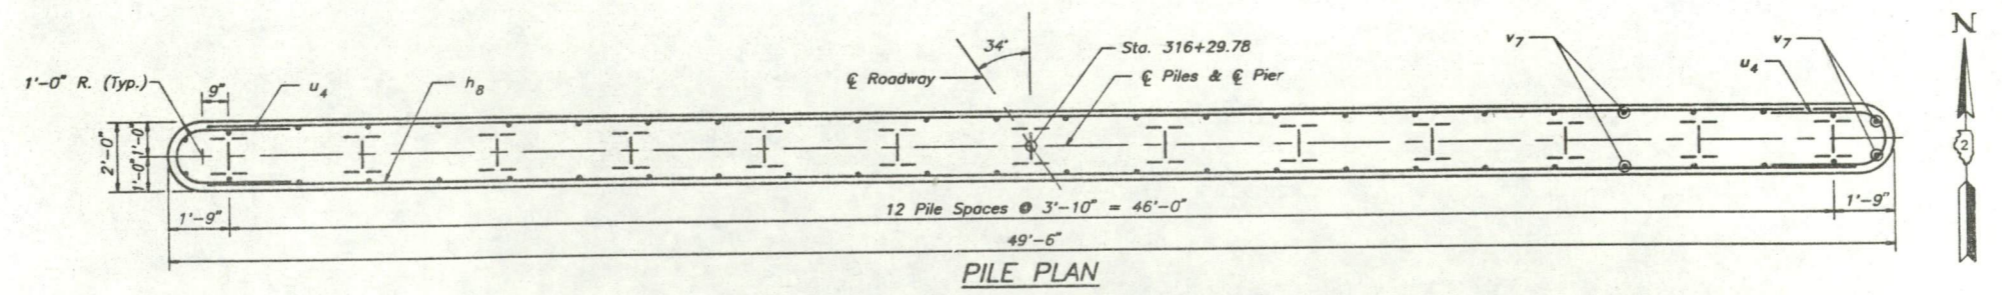 1'-0" R. (Typ.)
9"
u4
h8
34°
℄ Roadway
Sta. 316+29.78
℄ Piles & ℄ Pier
v7
v7
u4
N
2
2'-0"
1'-0"
1'-0"
1'-9"
12 Pile Spaces @ 3'-10" = 46'-0"
1'-9"
49'-6"
PILE PLAN